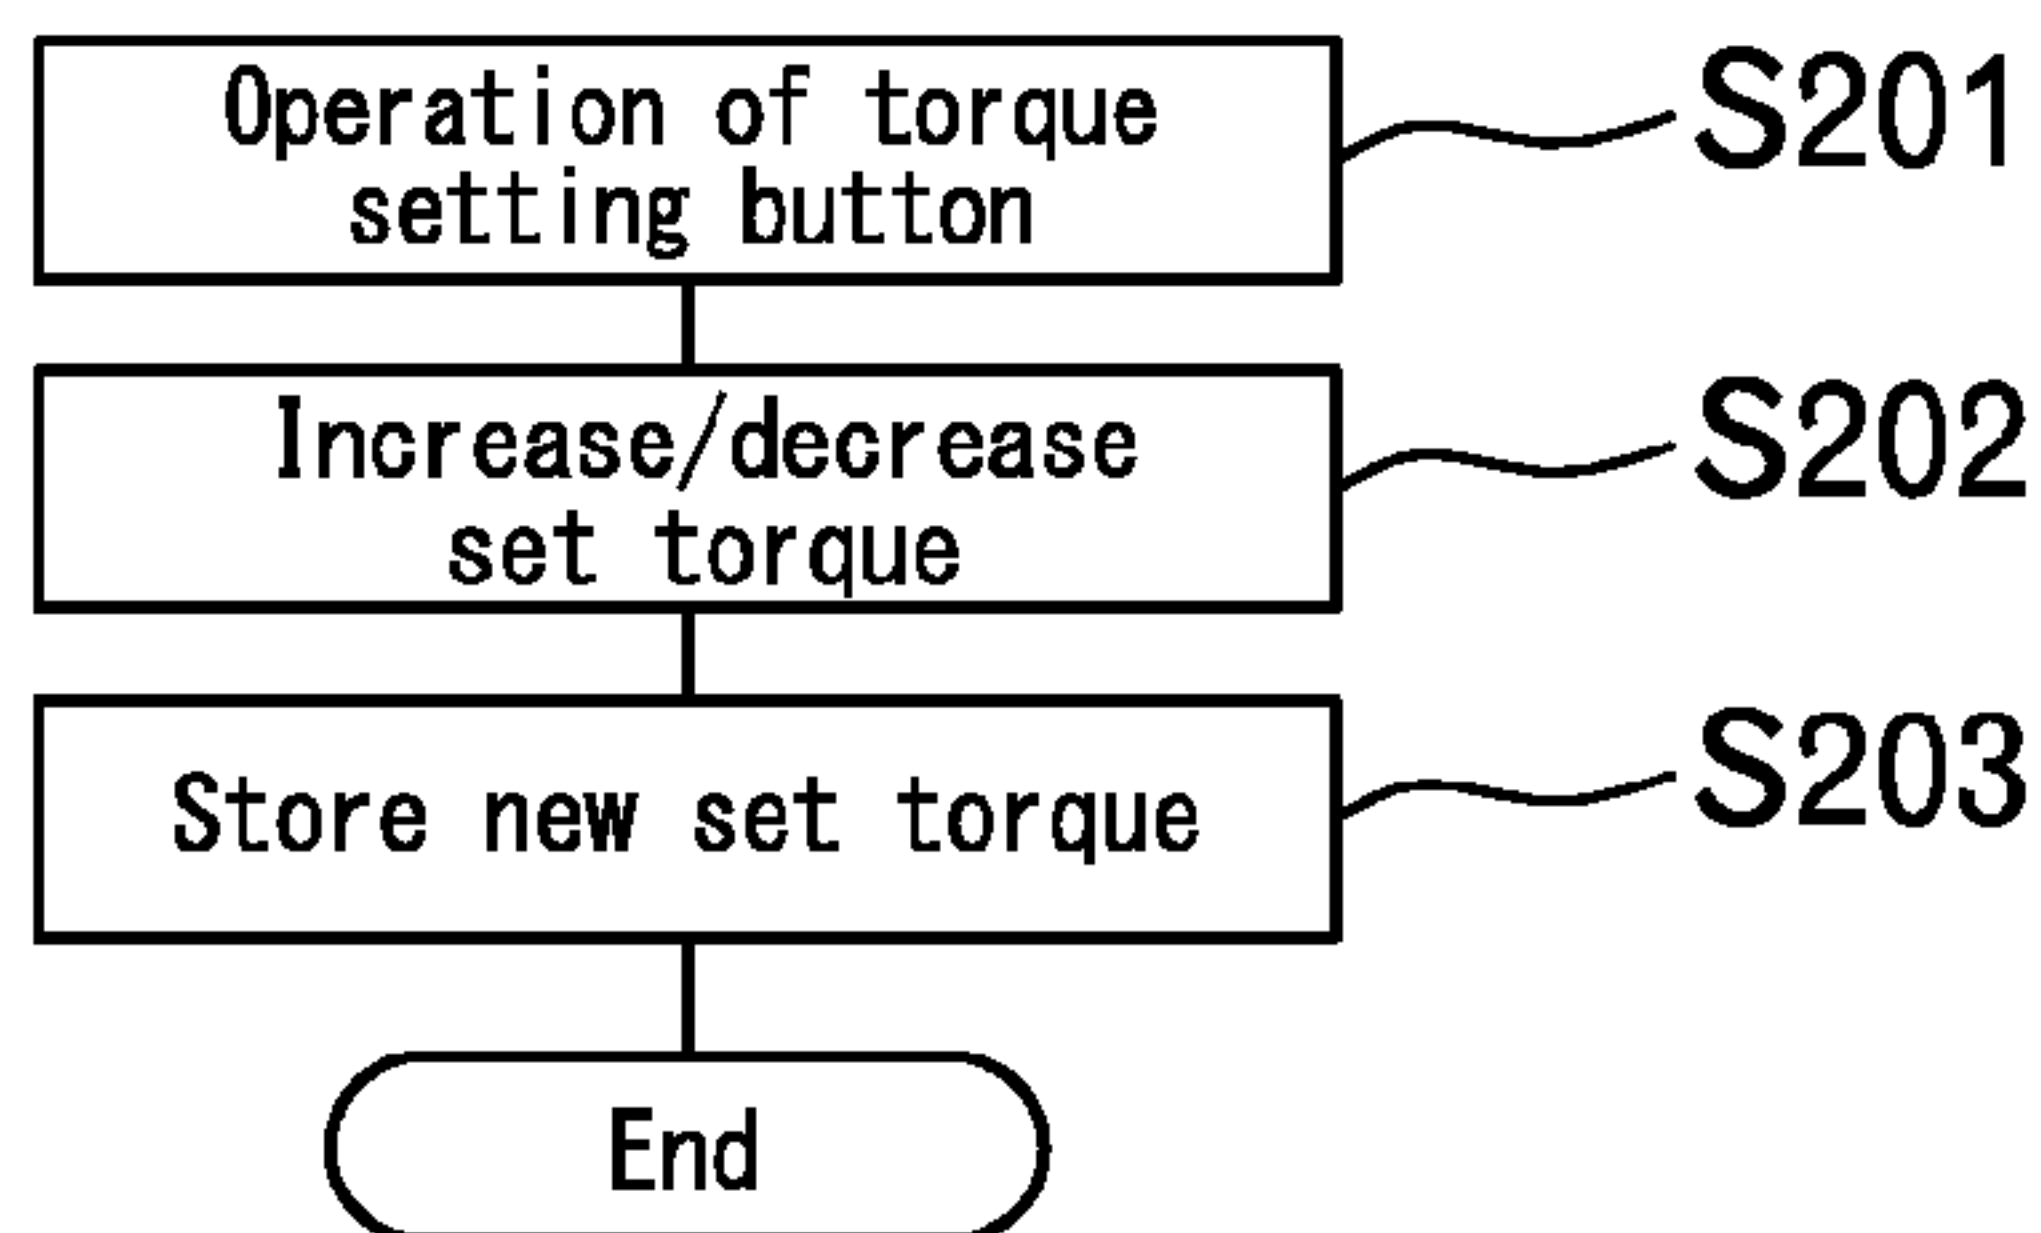 Operation of torque
setting button
S201
Increase/decrease
set torque
S202
Store new set torque
S203
End